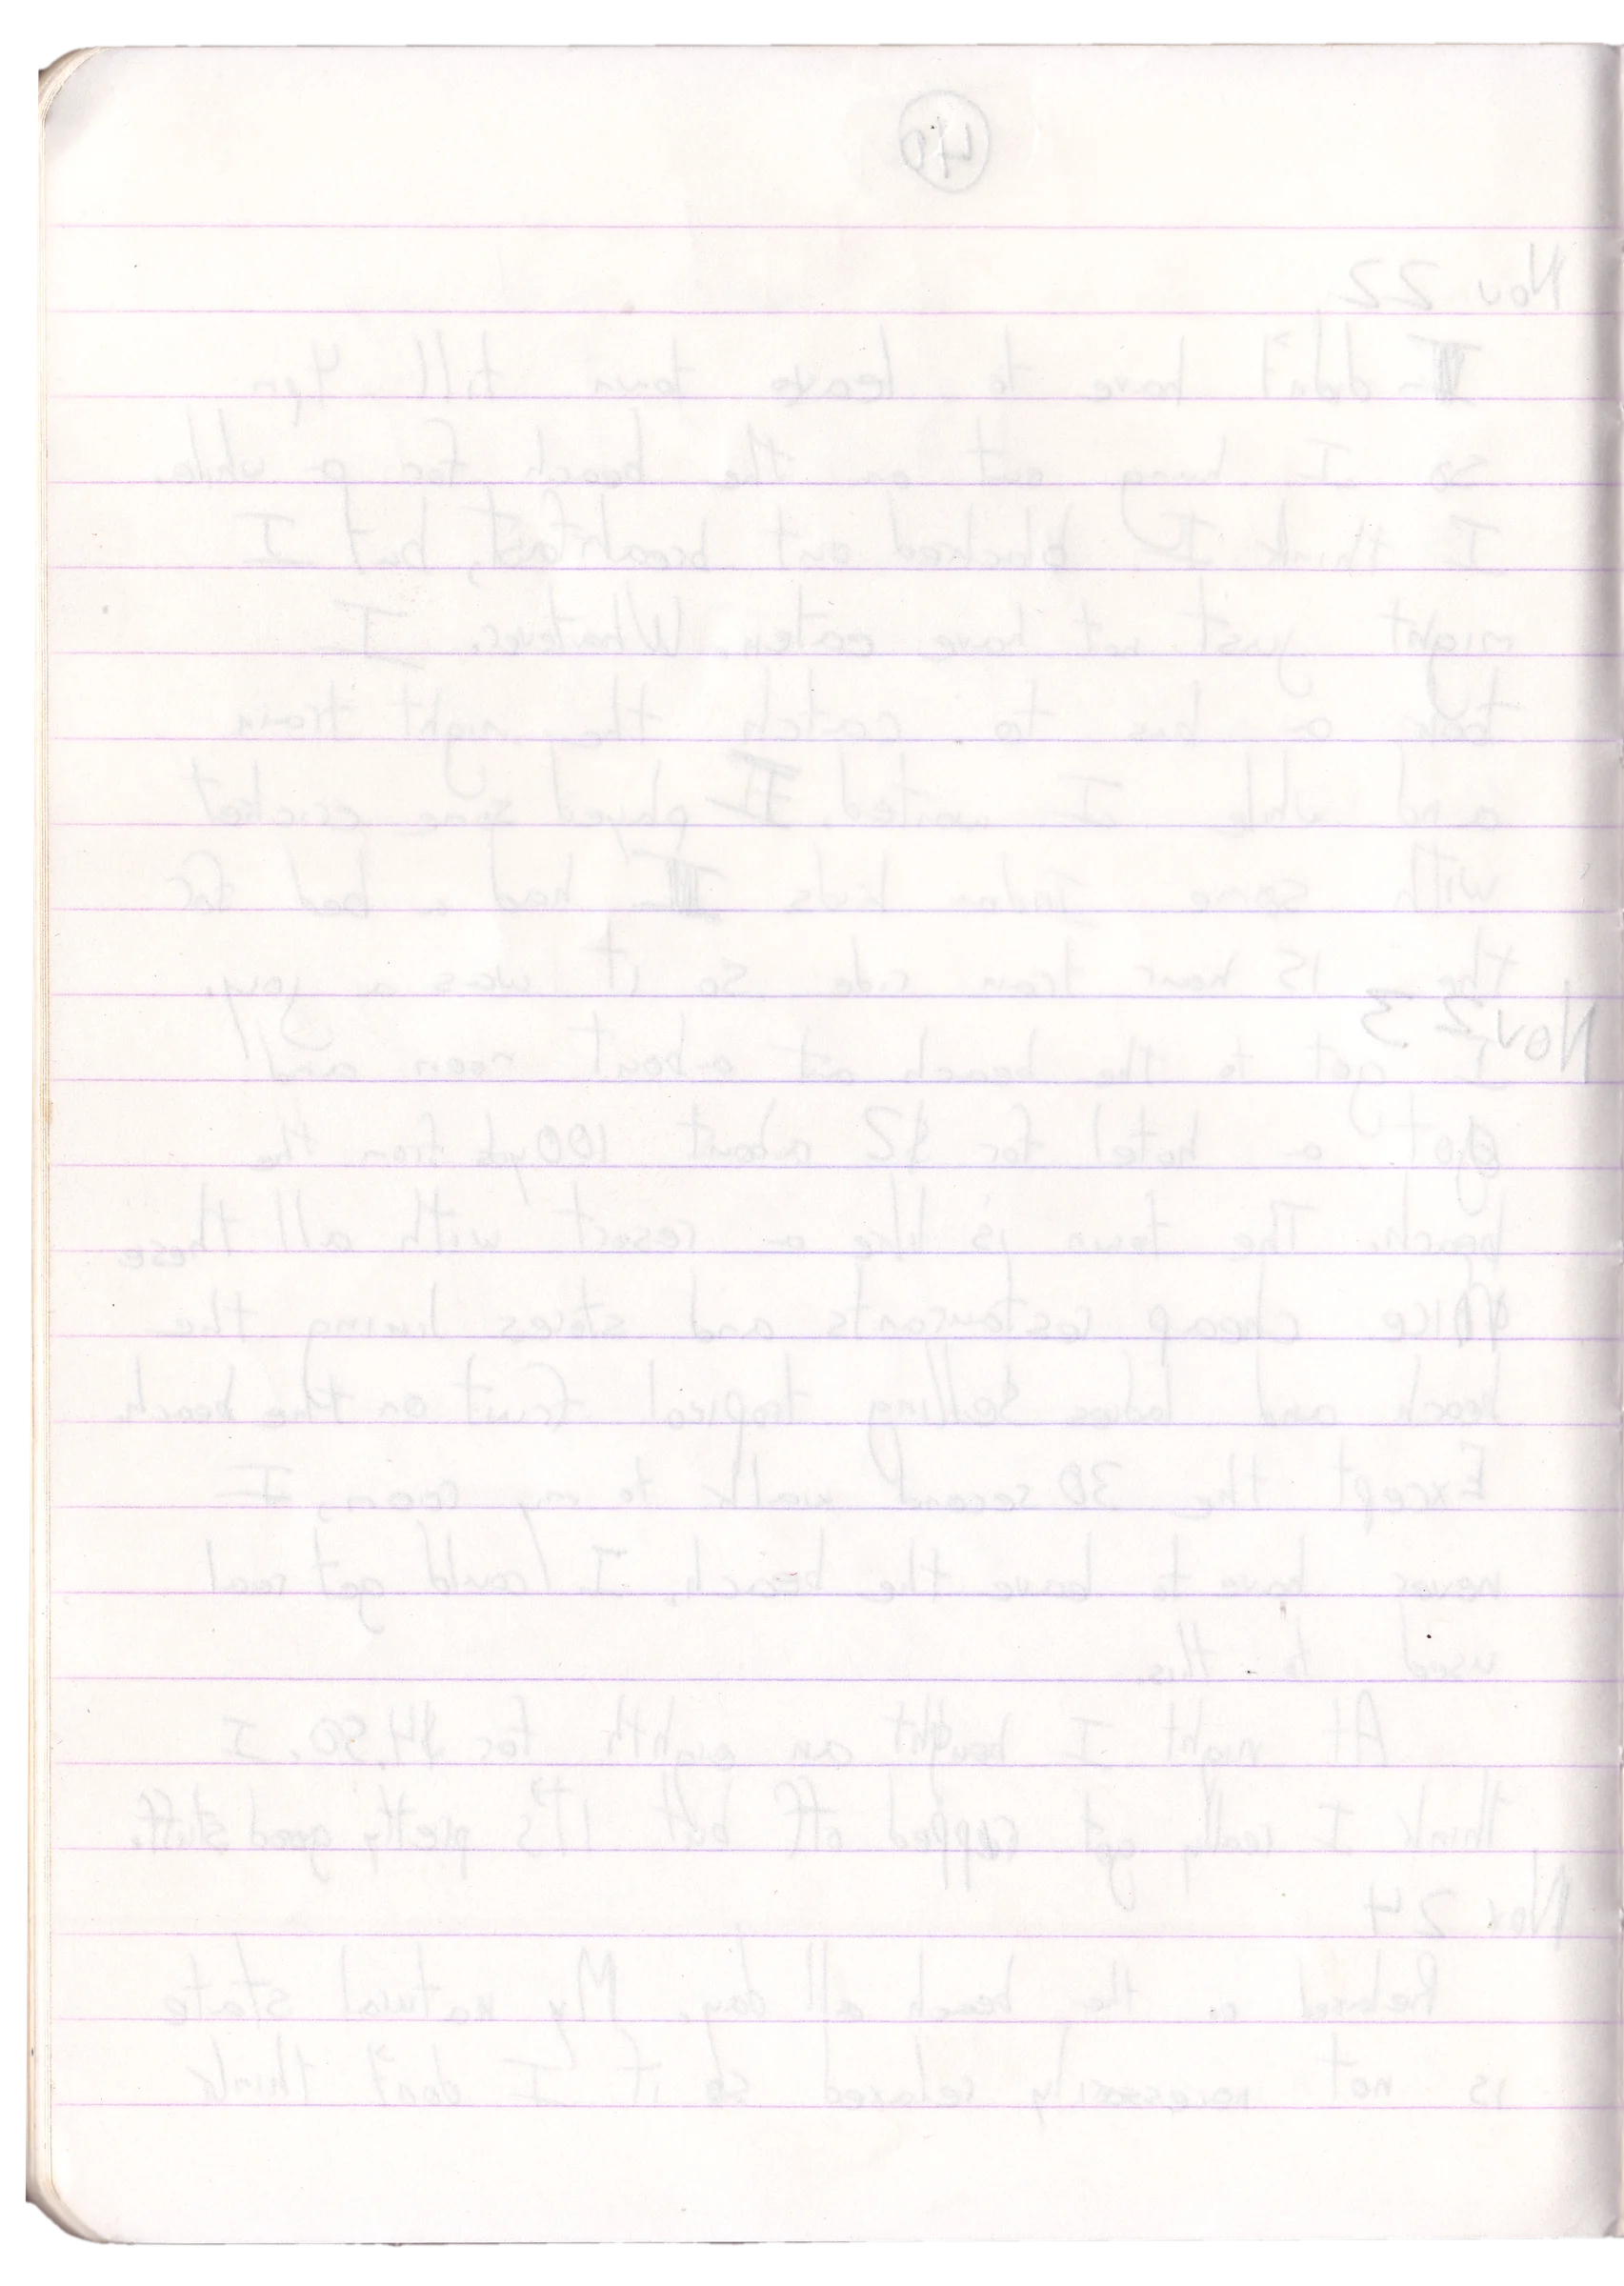 40
Nov 22
I didn't have to leave town till 4pm
so I hung out on the beach for a while.
I think I blacked out breakfast, but I
might just not have eaten. Whatever. I
took a bus to catch the night train
and while I waited I played some cricket
with some Indian kids I had a bed for
the 15 hour train ride so it was a joy.
Nov 23
I got to the beach at about noon and
got a hotel for $2 about 100 yds from the
beach. The town is like a resort with all these
nice cheap restaurants and stores lining the
beach and ladies selling tropical fruit on the beach
Except the 30 second walk to my room, I
never have to leave the beach. I could get real
used to this
At night I bought an eighth for $4.50. I
think I really got ripped off but it's pretty good stuff.
Nov 24
Relaxed on the beach all day. My natural state
is not necessarily relaxed so if I don't think